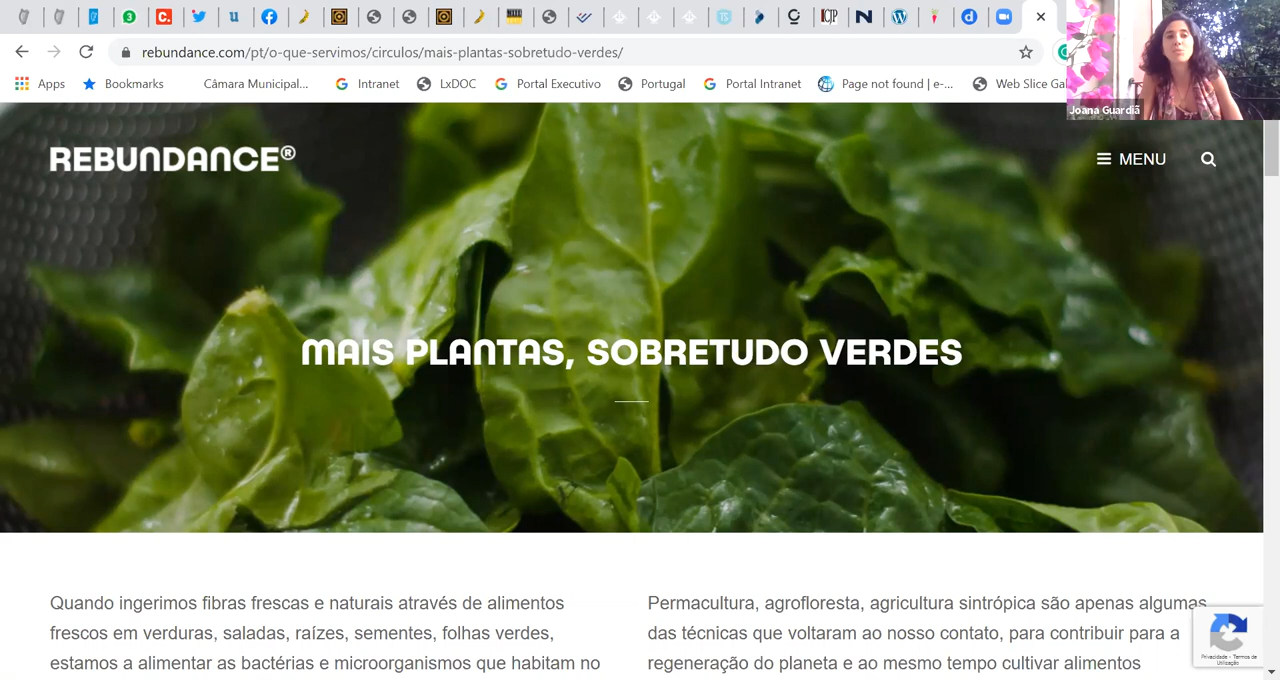 rebundance.com/pt/o-que-servimos/circulos/mais-plantas-sobretudo-verdes/
Apps Bookmarks Câmara Municipal... Intranet LxDOC Portal Executivo Portugal Portal Intranet Page not found | e-... Web Slice Ga
Joana Guardiã
REBUNDANCE®
MENU
MAIS PLANTAS, SOBRETUDO VERDES
Quando ingerimos fibras frescas e naturais através de alimentos
frescos em verduras, saladas, raízes, sementes, folhas verdes,
estamos a alimentar as bactérias e microorganismos que habitam no
Permacultura, agrofloresta, agricultura sintrópica são apenas algumas
das técnicas que voltaram ao nosso contato, para contribuir para a
regeneração do planeta e ao mesmo tempo cultivar alimentos
Privacidade - Termos de
Utilização